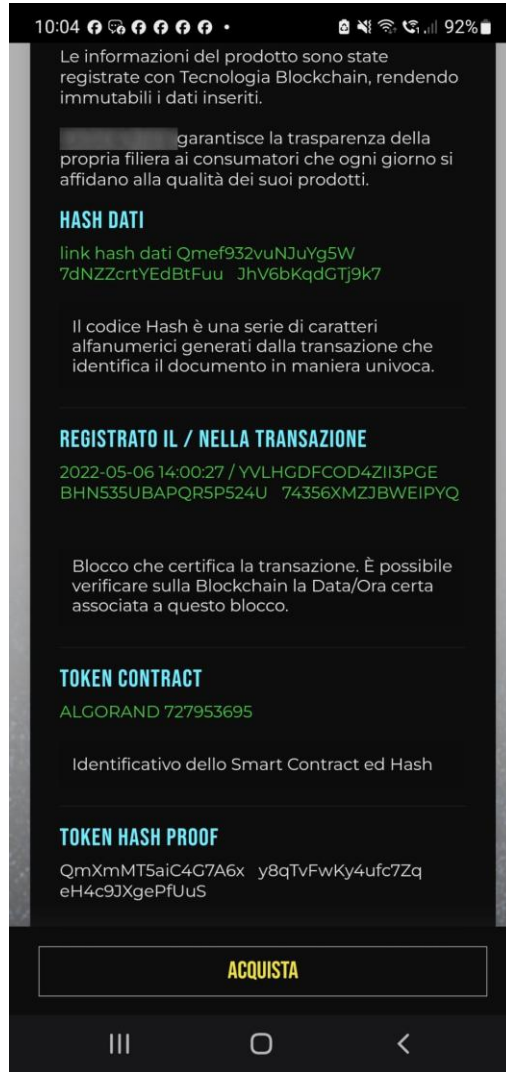 10:04 92%
Le informazioni del prodotto sono state
registrate con Tecnologia Blockchain, rendendo
immutabili i dati inseriti.
garantisce la trasparenza della
propria filiera ai consumatori che ogni giorno si
affidano alla qualità dei suoi prodotti.
HASH DATI
link hash dati Qmef932vuNJuYg5W
7dNZZcrtYEdBtFuu JhV6bKqdGTj9k7
Il codice Hash è una serie di caratteri
alfanumerici generati dalla transazione che
identifica il documento in maniera univoca.
REGISTRATO IL / NELLA TRANSAZIONE
2022-05-06 14:00:27 / YVLHGDFCOD4ZII3PGE
BHN535UBAPQR5P524U 74356XMZJBWEIPYQ
Blocco che certifica la transazione. È possibile
verificare sulla Blockchain la Data/Ora certa
associata a questo blocco.
TOKEN CONTRACT
ALGORAND 727953695
Identificativo dello Smart Contract ed Hash
TOKEN HASH PROOF
QmXmMT5aiC4G7A6x y8qTvFwKy4ufc7Zq
eH4c9JXgePfUuS
ACQUISTA